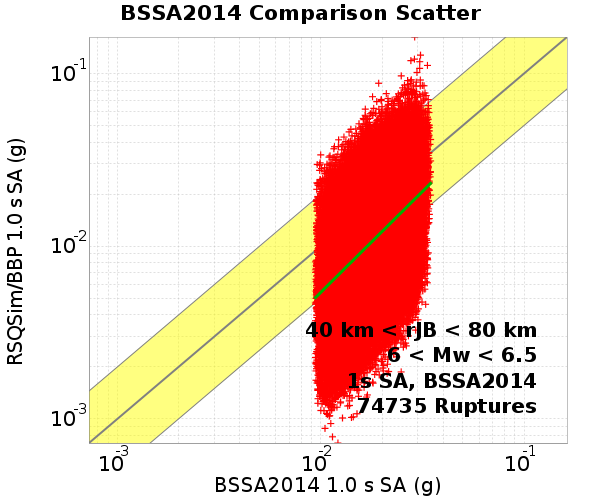 BSSA2014 Comparison Scatter
RSQSim/BBP 1.0 s SA (g)
10-1
10-2
10-3
40 km < rJB < 80 km
6 < Mw < 6.5
1s SA, BSSA2014
74735 Ruptures
10-3
10-2
10-1
BSSA2014 1.0 s SA (g)